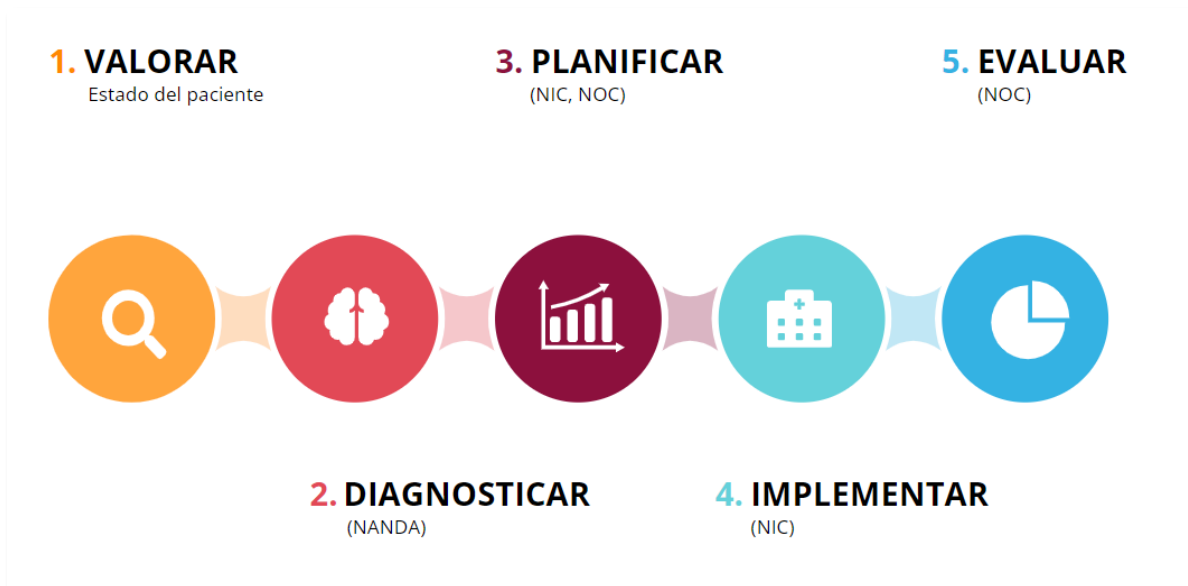 1. VALORAR
Estado del paciente
3. PLANIFICAR
(NIC, NOC)
5. EVALUAR
(NOC)
2. DIAGNOSTICAR
(NANDA)
4. IMPLEMENTAR
(NIC)